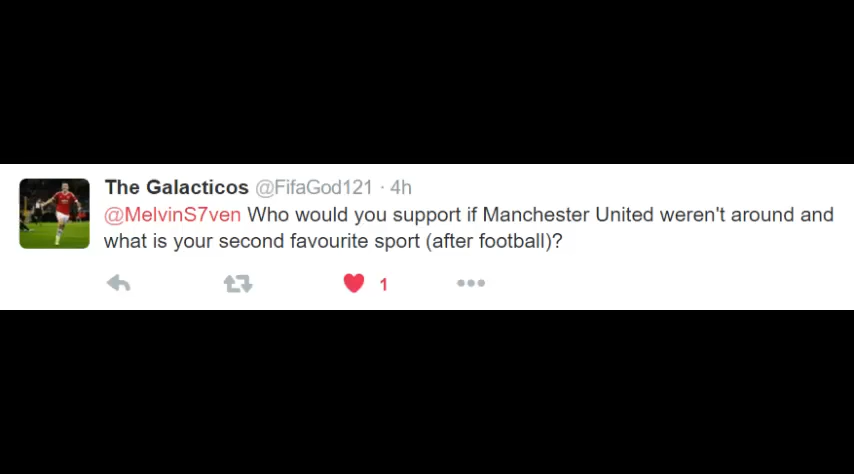 The Galacticos @FifaGod121 · 4h
@MelvinS7ven Who would you support if Manchester United weren't around and
what is your second favourite sport (after football)?
1